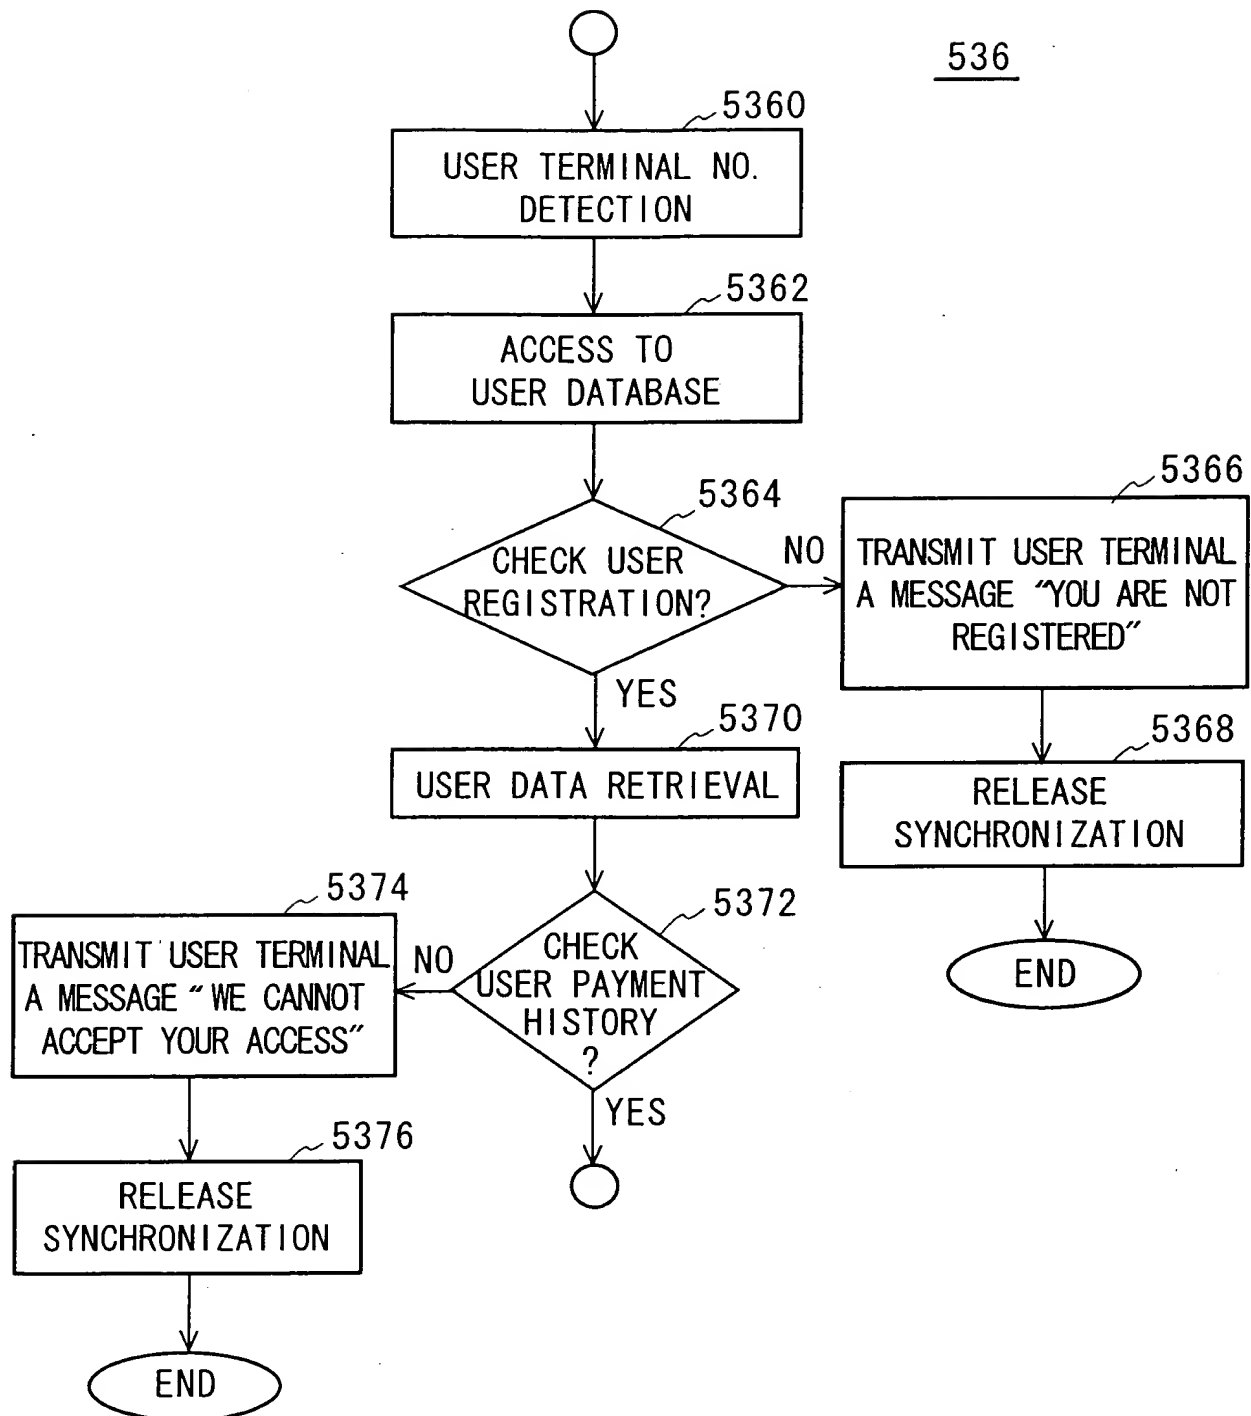 536
5360
USER TERMINAL NO.
DETECTION
5362
ACCESS TO
USER DATABASE
5364
CHECK USER
REGISTRATION?
NO
5366
TRANSMIT USER TERMINAL
A MESSAGE "YOU ARE NOT
REGISTERED"
YES
5368
RELEASE
SYNCHRONIZATION
END
5370
USER DATA RETRIEVAL
5372
CHECK
USER PAYMENT
HISTORY
?
NO
5374
TRANSMIT USER TERMINAL
A MESSAGE "WE CANNOT
ACCEPT YOUR ACCESS"
YES
5376
RELEASE
SYNCHRONIZATION
END